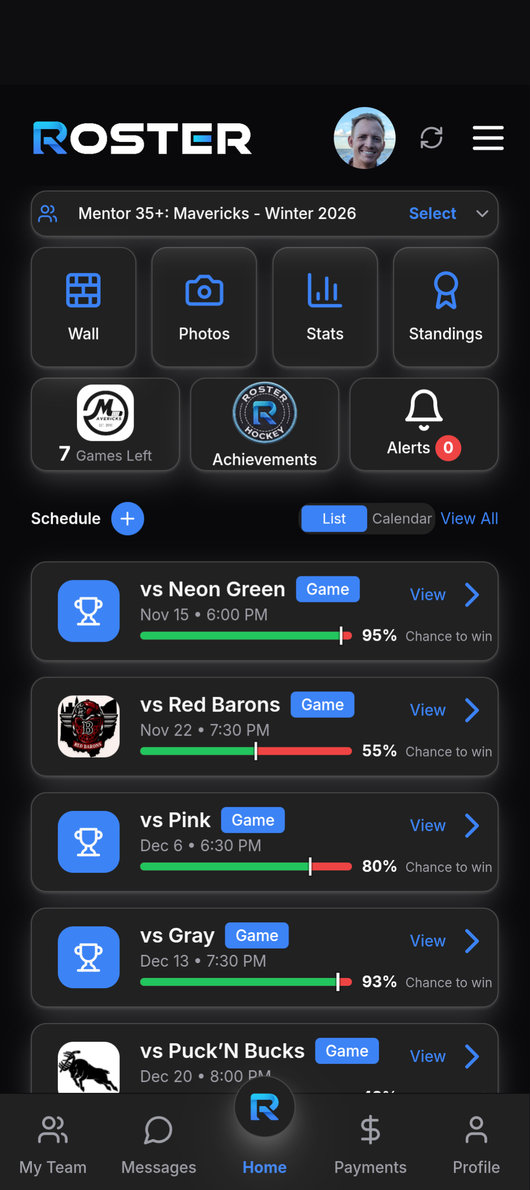 ROSTER
Mentor 35+: Mavericks - Winter 2026 Select
Wall Photos Stats Standings
ROSTER
R
HOCKEY
7 Games Left Achievements Alerts 0
Schedule + List Calendar View All
vs Neon Green Game View
Nov 15 • 6:00 PM
95% Chance to win
vs Red Barons Game View
B
RED BARONS
Nov 22 • 7:30 PM
55% Chance to win
vs Pink Game View
Dec 6 • 6:30 PM
80% Chance to win
vs Gray Game View
Dec 13 • 7:30 PM
93% Chance to win
vs Puck’N Bucks Game View
Dec 20 • 8:00 PM
R
My Team Messages Home Payments Profile